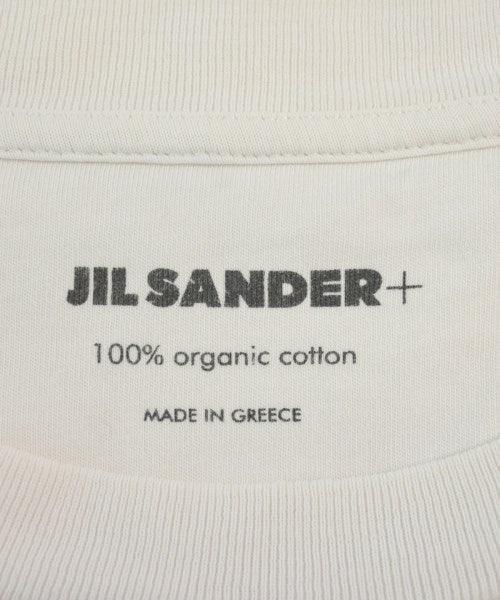 JIL SANDER+
100% organic cotton
MADE IN GREECE